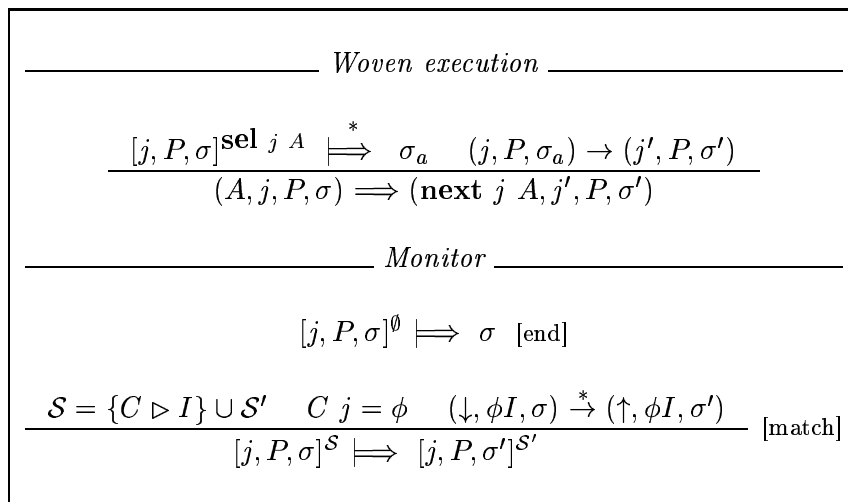 Woven execution
[j, P, σ]^{sel j A} ⊨⇒^* σ_a (j, P, σ_a) → (j′, P, σ′)
(A, j, P, σ) ⟹ (next j A, j′, P, σ′)
Monitor
[j, P, σ]^∅ ⊨⇒ σ [end]
𝒮 = {C ▷ I} ∪ 𝒮′ C j = ϕ (↓, ϕI, σ) →^* (↑, ϕI, σ′)
[match]
[j, P, σ]^𝒮 ⊨⇒ [j, P, σ′]^{𝒮′}